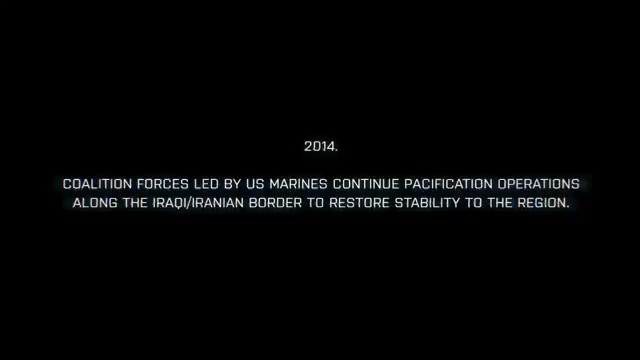 2014.
COALITION FORCES LED BY US MARINES CONTINUE PACIFICATION OPERATIONS
ALONG THE IRAQI/IRANIAN BORDER TO RESTORE STABILITY TO THE REGION.